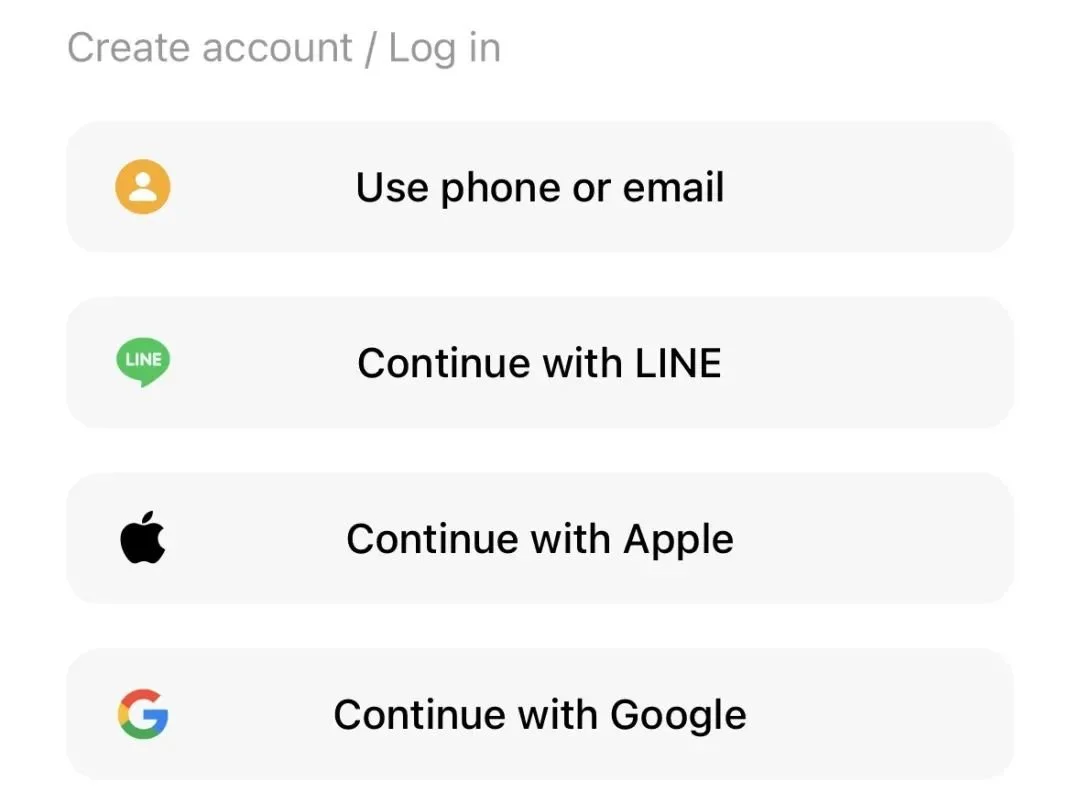 Create account / Log in
Use phone or email
LINE
Continue with LINE
Continue with Apple
Continue with Google